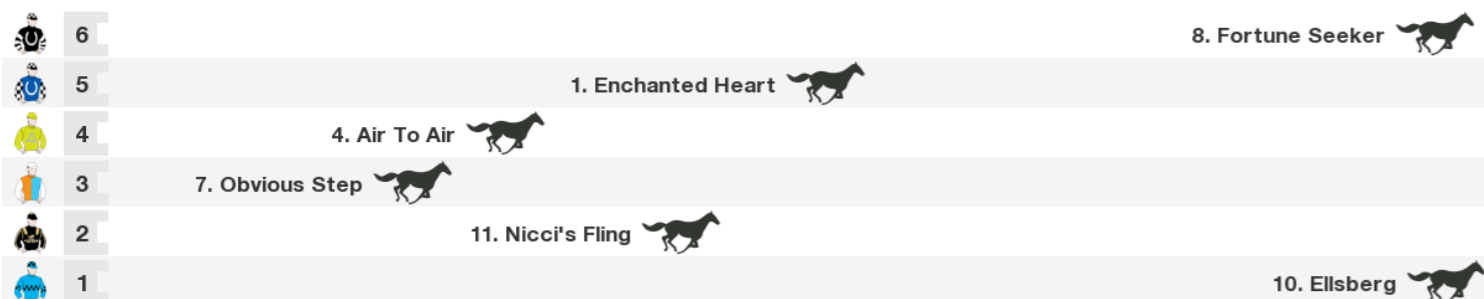 6 8. Fortune Seeker
5 1. Enchanted Heart
4 4. Air To Air
3 7. Obvious Step
2 11. Nicci's Fling
1 10. Ellsberg